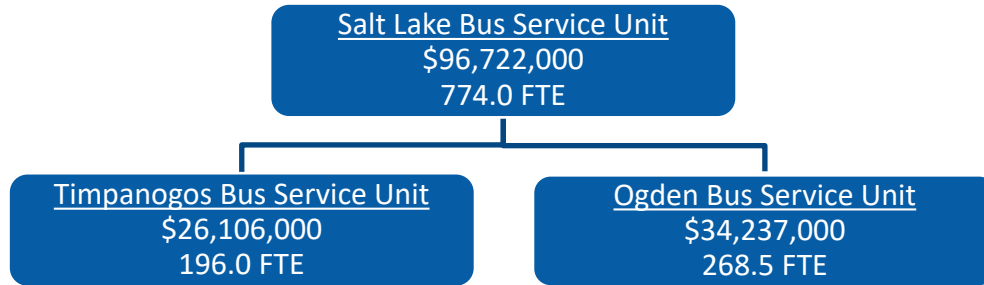 Salt Lake Bus Service Unit
$96,722,000
774.0 FTE
Timpanogos Bus Service Unit
$26,106,000
196.0 FTE
Ogden Bus Service Unit
$34,237,000
268.5 FTE